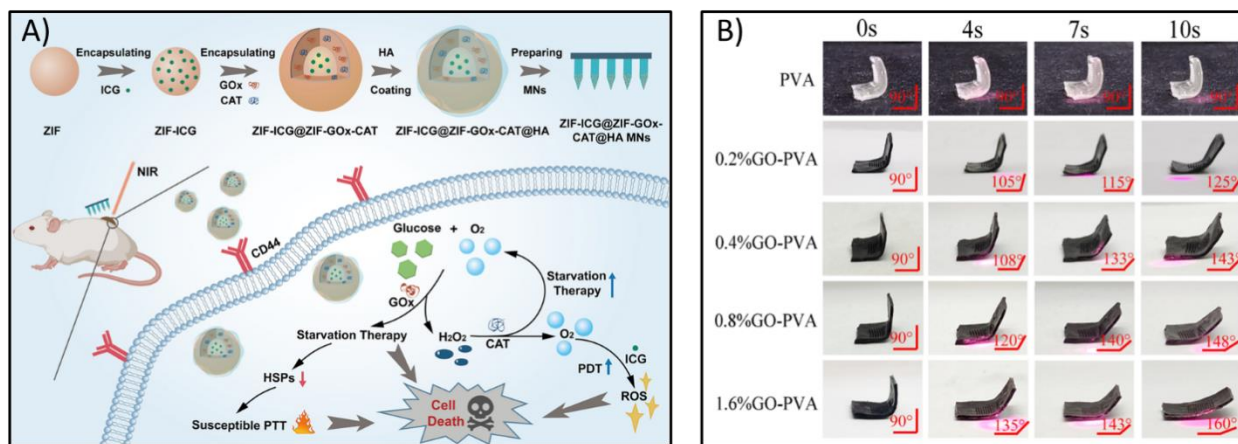 A)
Encapsulating
ICG
Encapsulating
GOx
CAT
HA
Coating
Preparing
MNs
ZIF
ZIF-ICG
ZIF-ICG@ZIF-GOx-CAT
ZIF-ICG@ZIF-GOx-CAT@HA
ZIF-ICG@ZIF-GOx-
CAT@HA MNs
NIR
CD44
Glucose + O₂
GOx
Starvation
Therapy
Starvation Therapy
H₂O₂
CAT
O₂
ICG
PDT
ROS
HSPs
Susceptible PTT
Cell
Death
B)
0s 4s 7s 10s
PVA
90° 90° 90° 90°
0.2%GO-PVA
90° 105° 115° 125°
0.4%GO-PVA
90° 108° 133° 143°
0.8%GO-PVA
90° 120° 140° 148°
1.6%GO-PVA
90° 135° 143° 160°